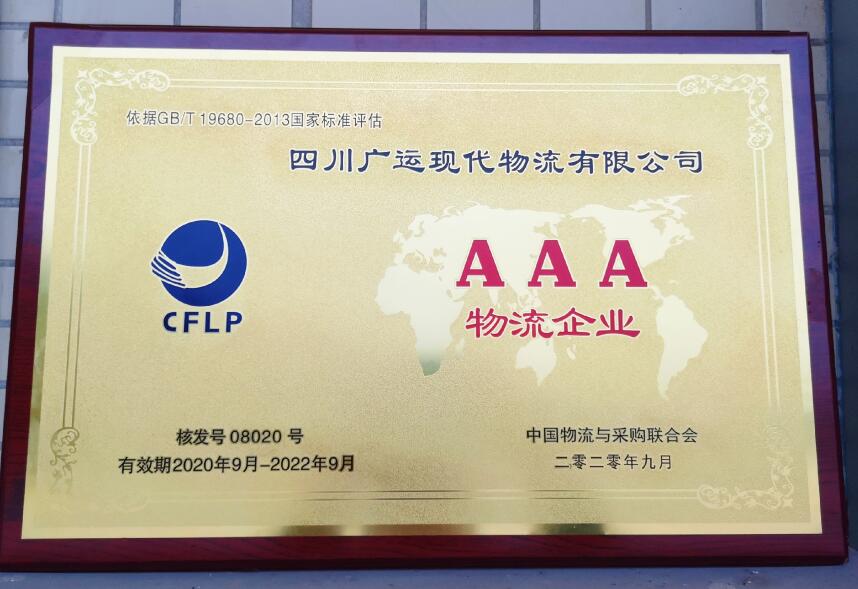 依据GB/T 19680-2013国家标准评估
四川广运现代物流有限公司
CFLP
AAA
物流企业
核发号 08020 号
有效期2020年9月-2022年9月
中国物流与采购联合会
二零二零年九月